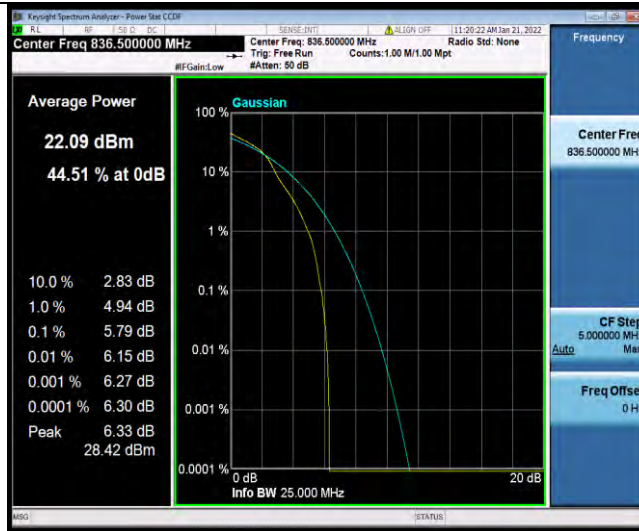 Keysight Spectrum Analyzer - Power Stat CCDF
RL RF 50 Ω DC SENSE:INT ALIGN OFF 11:20:22 AM Jan 21, 2022
Center Freq 836.500000 MHz
Center Freq: 836.500000 MHz Radio Std: None
Trig: Free Run Counts:1.00 M/1.00 Mpt
#IFGain:Low #Atten: 50 dB
Frequency
Average Power
22.09 dBm
44.51 % at 0dB
10.0 % 2.83 dB
1.0 % 4.94 dB
0.1 % 5.79 dB
0.01 % 6.15 dB
0.001 % 6.27 dB
0.0001 % 6.30 dB
Peak 6.33 dB
28.42 dBm
Gaussian
100 %
10 %
1 %
0.1 %
0.01 %
0.001 %
0.0001 %
0 dB 20 dB
Info BW 25.000 MHz
Center Fre
836.500000 MH
CF Step
5.000000 MH
Auto Ma
Freq Offse
0 H
MSG STATUS